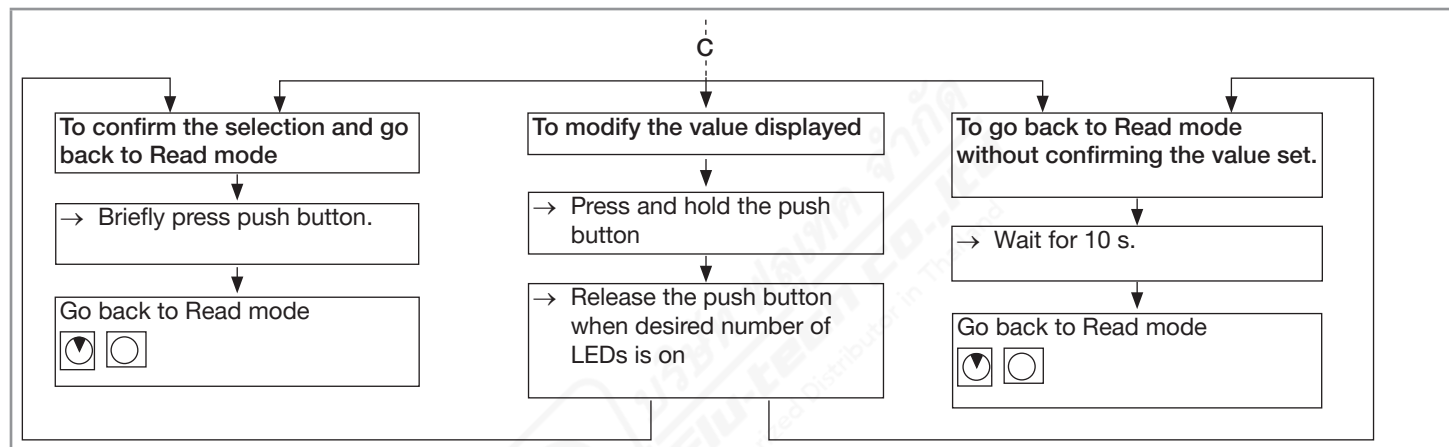 C
To confirm the selection and go
back to Read mode
→ Briefly press push button.
Go back to Read mode
To modify the value displayed
→ Press and hold the push
button
→ Release the push button
when desired number of
LEDs is on
To go back to Read mode
without confirming the value set.
→ Wait for 10 s.
Go back to Read mode